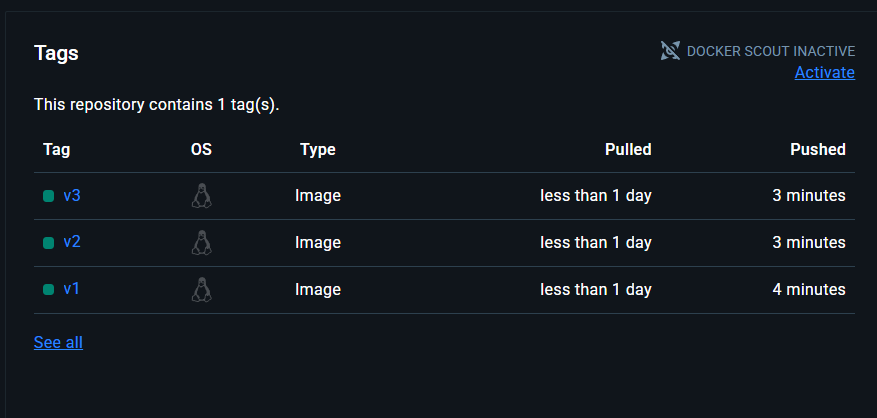 Tags
DOCKER SCOUT INACTIVE
Activate
This repository contains 1 tag(s).
Tag OS Type Pulled Pushed
v3 Image less than 1 day 3 minutes
v2 Image less than 1 day 3 minutes
v1 Image less than 1 day 4 minutes
See all